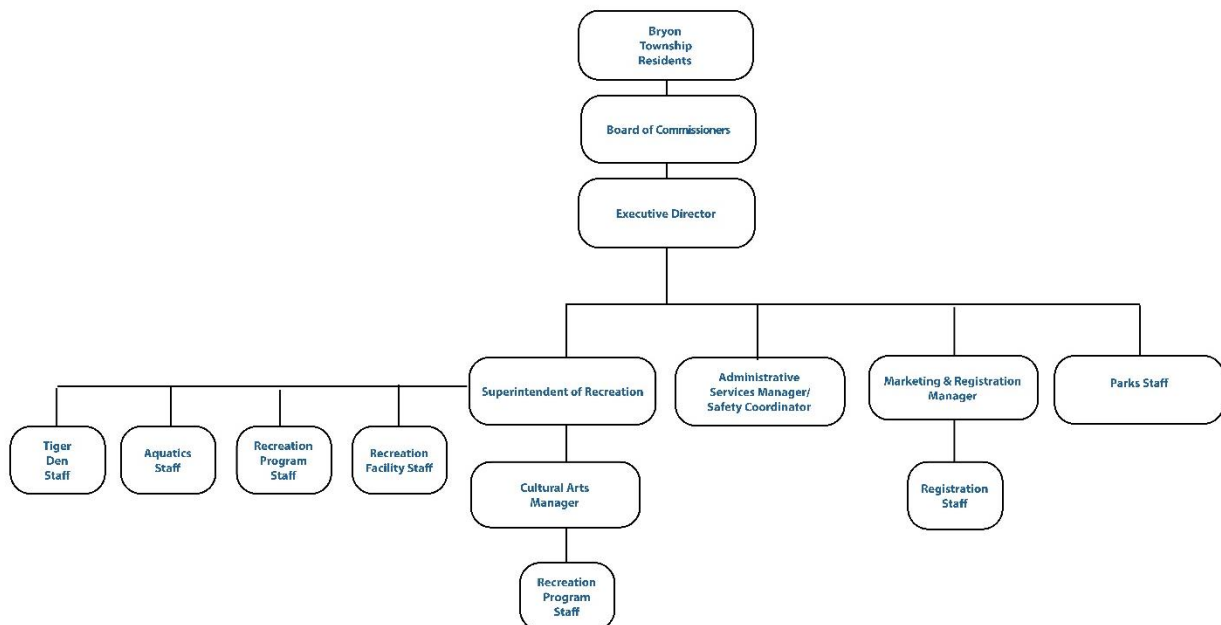 Bryon
Township
Residents
Board of Commissioners
Executive Director
Superintendent of Recreation
Administrative
Services Manager/
Safety Coordinator
Marketing & Registration
Manager
Parks Staff
Tiger
Den
Staff
Aquatics
Staff
Recreation
Program
Staff
Recreation
Facility Staff
Cultural Arts
Manager
Registration
Staff
Recreation
Program
Staff